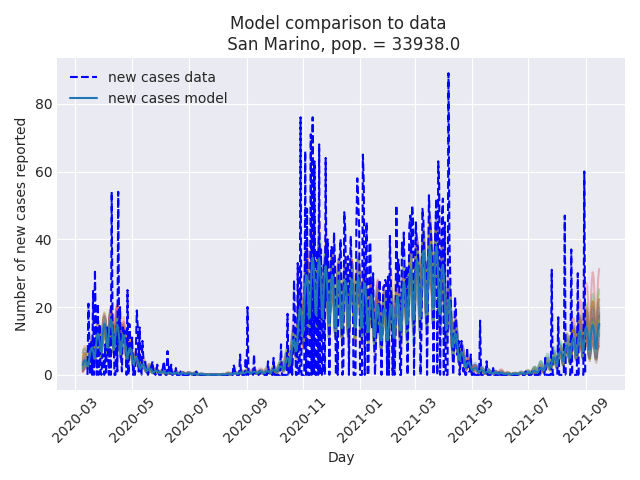 Model comparison to data
San Marino, pop. = 33938.0
new cases data
new cases model
Number of new cases reported
80
60
40
20
0
2020-03
2020-05
2020-07
2020-09
2020-11
2021-01
2021-03
2021-05
2021-07
2021-09
Day